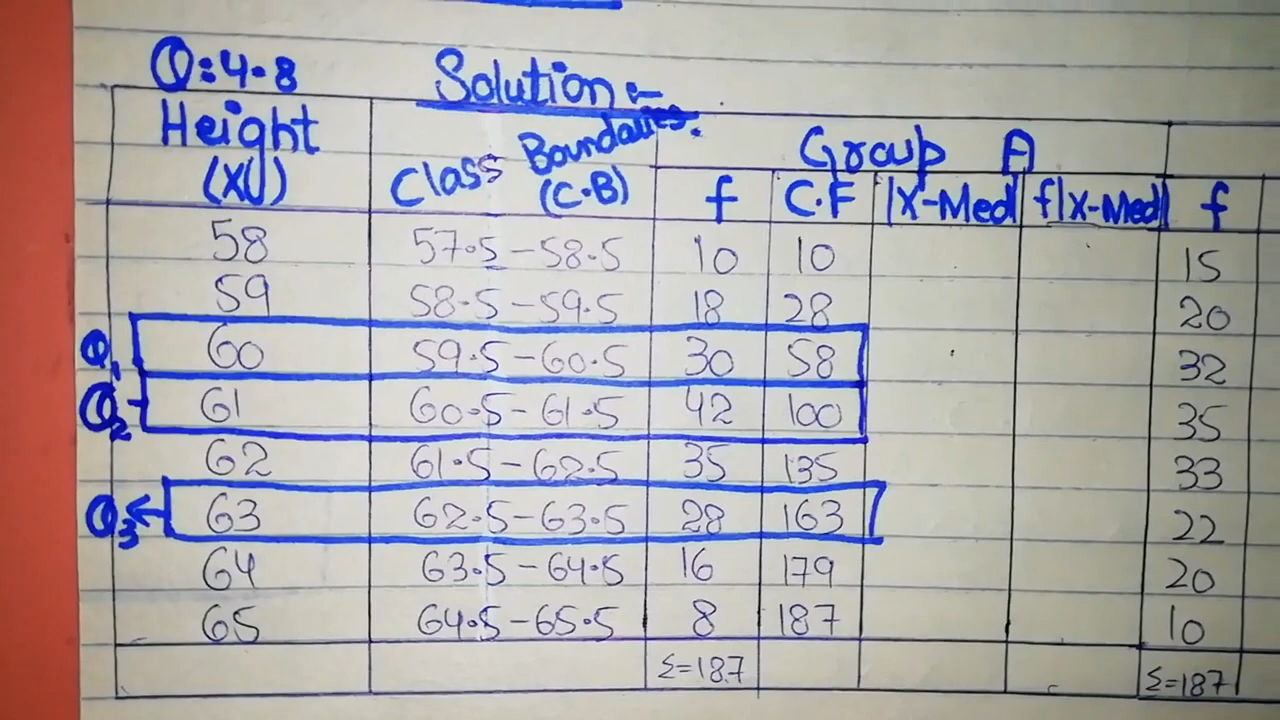 Q:4.8 Solution:-
Height (X) Class Boundaries. (C.B) Group A
f C.F |X-Med| f|X-Med| f
58 57.5-58.5 10 10 15
59 58.5-59.5 18 28 20
Q1 60 59.5-60.5 30 58 32
Q2 61 60.5-61.5 42 100 35
62 61.5-62.5 35 135 33
Q3 63 62.5-63.5 28 163 22
64 63.5-64.5 16 179 20
65 64.5-65.5 8 187 10
Σ=187 Σ=187